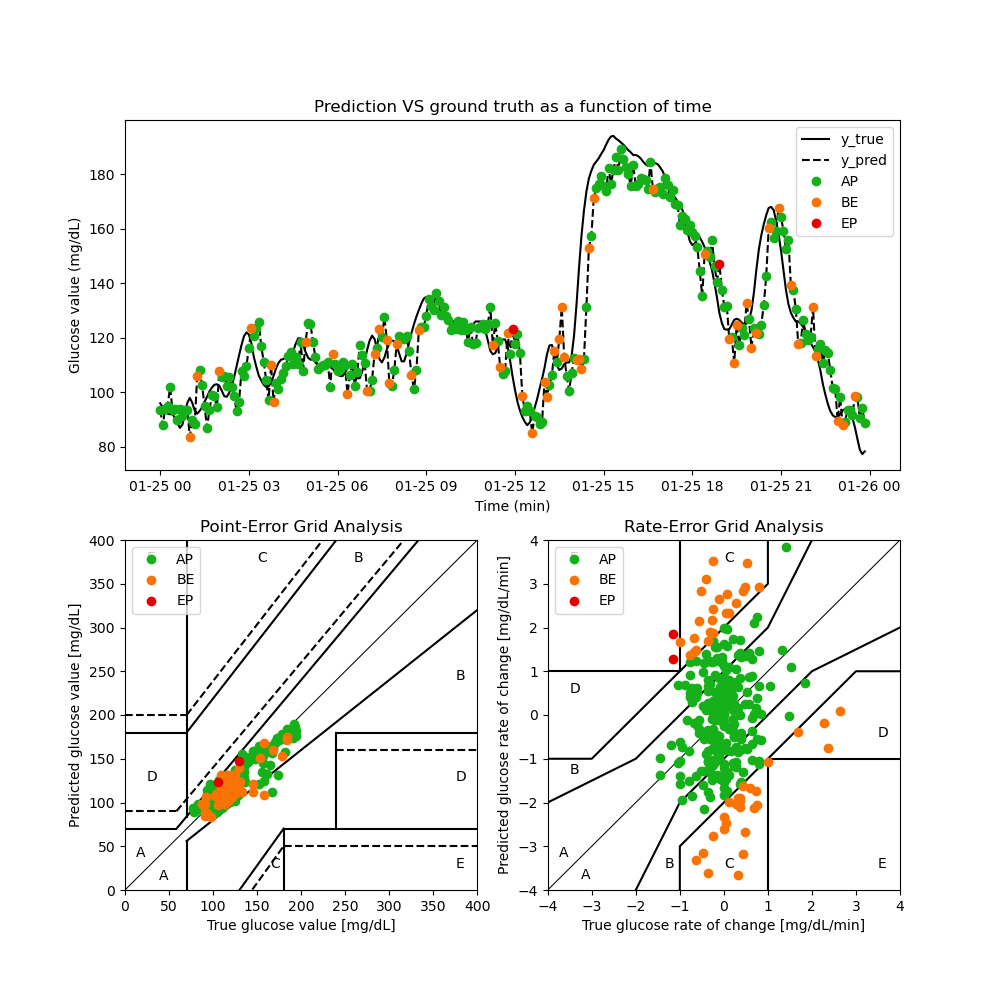 Prediction VS ground truth as a function of time
Glucose value (mg/dL)
180
160
140
120
100
80
y_true
y_pred
AP
BE
EP
01-25 00 01-25 03 01-25 06 01-25 09 01-25 12 01-25 15 01-25 18 01-25 21 01-26 00
Time (min)
Point-Error Grid Analysis
Predicted glucose value [mg/dL]
400
350
300
250
200
150
100
50
0
AP
BE
EP
C
B
B
D
D
A
A
C
E
0 50 100 150 200 250 300 350 400
True glucose value [mg/dL]
Rate-Error Grid Analysis
Predicted glucose rate of change [mg/dL/min]
4
3
2
1
0
−1
−2
−3
−4
AP
BE
EP
C
D
D
B
A
A
B
C
E
−4 −3 −2 −1 0 1 2 3 4
True glucose rate of change [mg/dL/min]